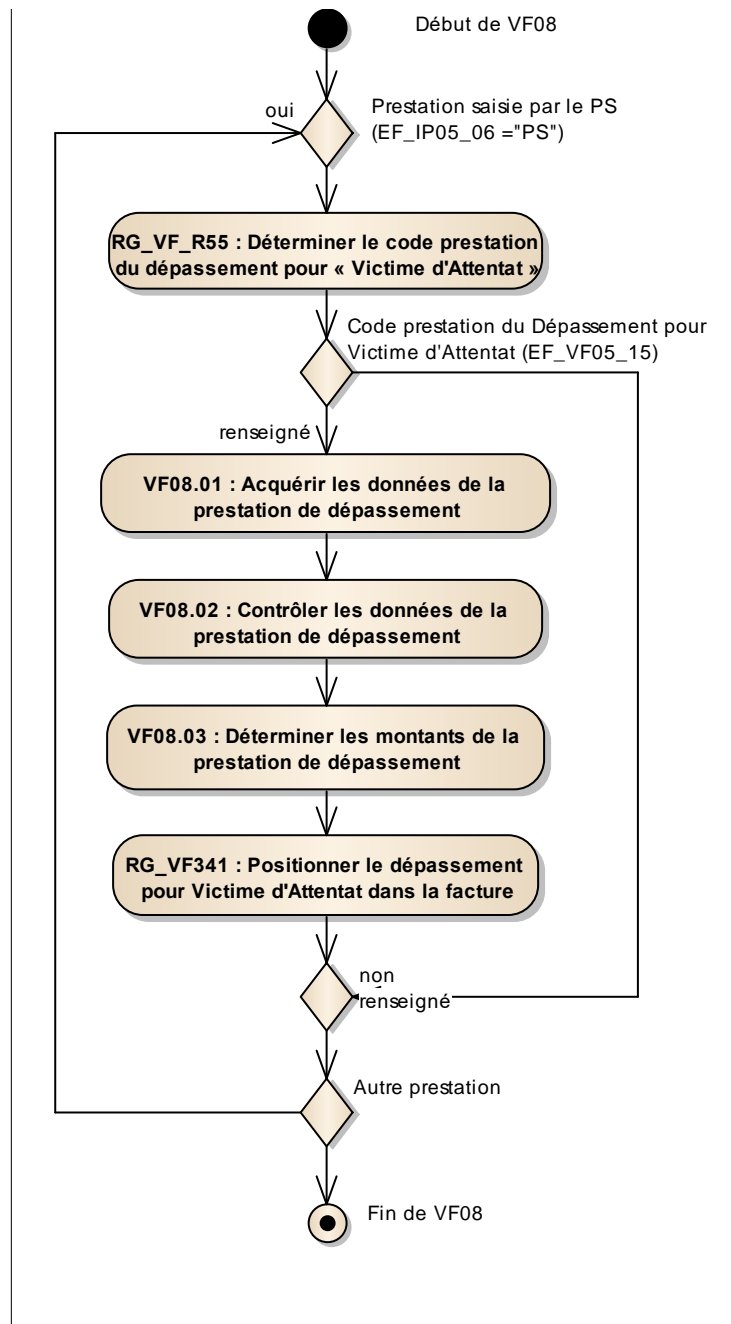 Début de VF08
oui
Prestation saisie par le PS
(EF_IP05_06 ="PS")
RG_VF_R55 : Déterminer le code prestation
du dépassement pour « Victime d'Attentat »
Code prestation du Dépassement pour
Victime d'Attentat (EF_VF05_15)
renseigné
VF08.01 : Acquérir les données de la
prestation de dépassement
VF08.02 : Contrôler les données de la
prestation de dépassement
VF08.03 : Déterminer les montants de la
prestation de dépassement
RG_VF341 : Positionner le dépassement
pour Victime d'Attentat dans la facture
non
renseigné
Autre prestation
Fin de VF08